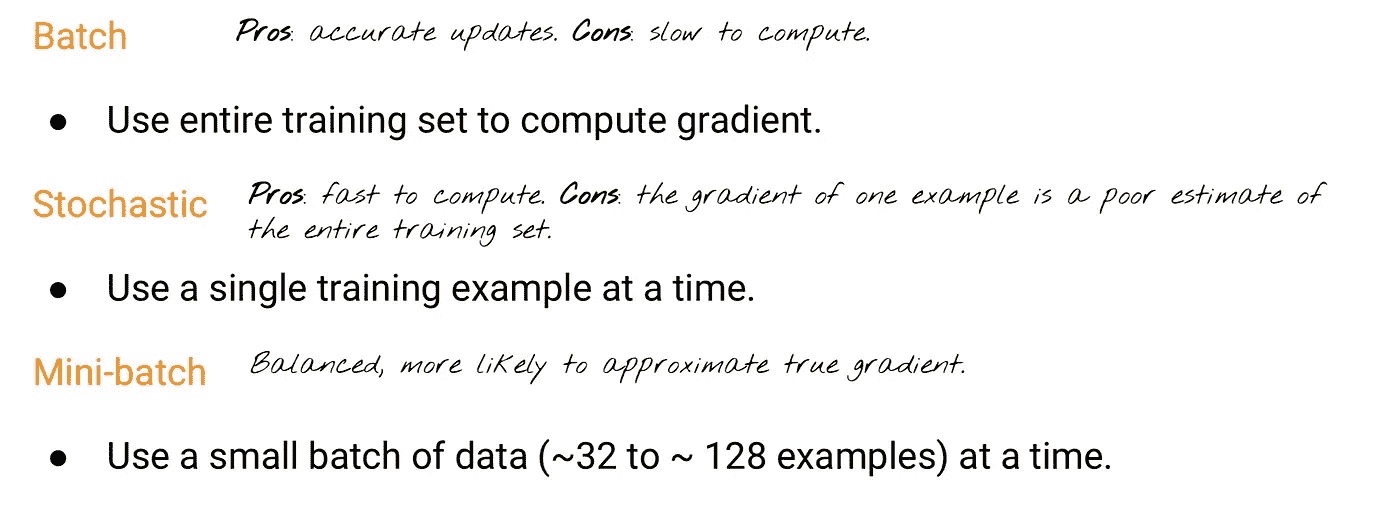 Batch Pros: accurate updates. Cons: slow to compute.
● Use entire training set to compute gradient.
Stochastic Pros: fast to compute. Cons: the gradient of one example is a poor estimate of
the entire training set.
● Use a single training example at a time.
Mini-batch Balanced, more likely to approximate true gradient.
● Use a small batch of data (~32 to ~ 128 examples) at a time.